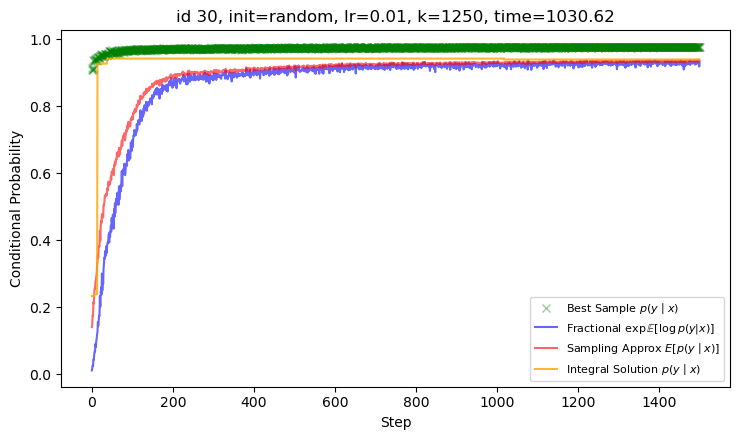 id 30, init=random, lr=0.01, k=1250, time=1030.62
Conditional Probability
1.0
0.8
0.6
0.4
0.2
0.0
Best Sample p(y | x)
Fractional exp𝔼[log p(y|x)]
Sampling Approx E[p(y | x)]
Integral Solution p(y | x)
0 200 400 600 800 1000 1200 1400
Step